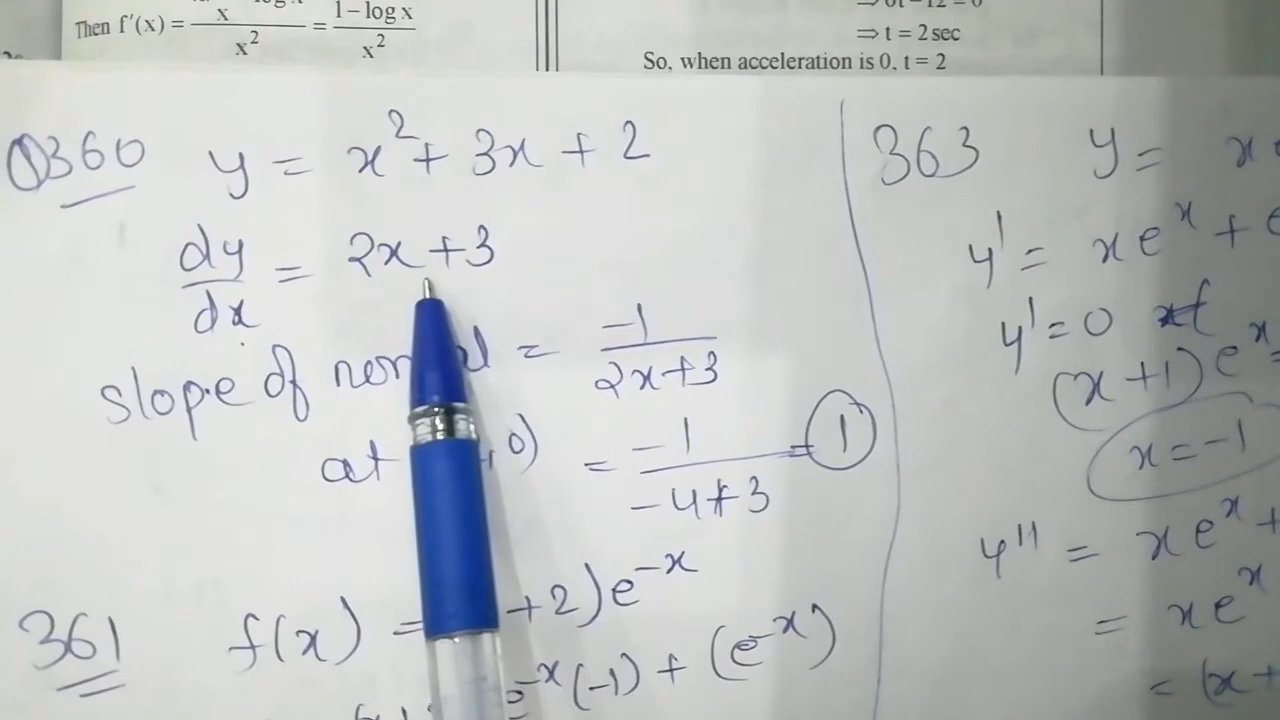 Then f'(x) = x / x² = 1 – log x / x²
⇒ t = 2 sec
So, when acceleration is 0, t = 2
Q360 y = x² + 3x + 2
dy/dx = 2x + 3
slope of = -1 / 2x+3
at , 0) = -1 / -4+3 = 1
361 f(x) = +2)e^-x
e^-x (-1) + (e^-x)
363 y = x
y' = xe^x +
y' = 0
(x+1)e^x =
x = -1
y'' = xe^x +
= xe^x
= (x+